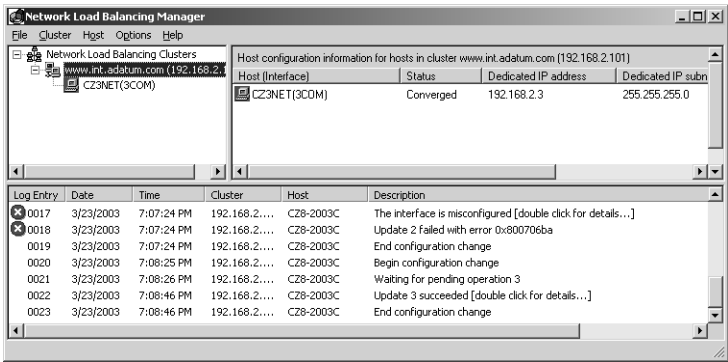 Network Load Balancing Manager
File Cluster Host Options Help
Network Load Balancing Clusters
www.int.adatum.com (192.168.2.1
CZ3NET(3COM)
Host configuration information for hosts in cluster www.int.adatum.com (192.168.2.101)
Host (Interface) Status Dedicated IP address Dedicated IP subn
CZ3NET(3COM) Converged 192.168.2.3 255.255.255.0
Log Entry Date Time Cluster Host Description
0017 3/23/2003 7:07:24 PM 192.168.2.... CZ8-2003C The interface is misconfigured [double click for details...]
0018 3/23/2003 7:07:24 PM 192.168.2.... CZ8-2003C Update 2 failed with error 0x800706ba
0019 3/23/2003 7:07:24 PM 192.168.2.... CZ8-2003C End configuration change
0020 3/23/2003 7:08:25 PM 192.168.2.... CZ8-2003C Begin configuration change
0021 3/23/2003 7:08:26 PM 192.168.2.... CZ8-2003C Waiting for pending operation 3
0022 3/23/2003 7:08:46 PM 192.168.2.... CZ8-2003C Update 3 succeeded [double click for details...]
0023 3/23/2003 7:08:46 PM 192.168.2.... CZ8-2003C End configuration change